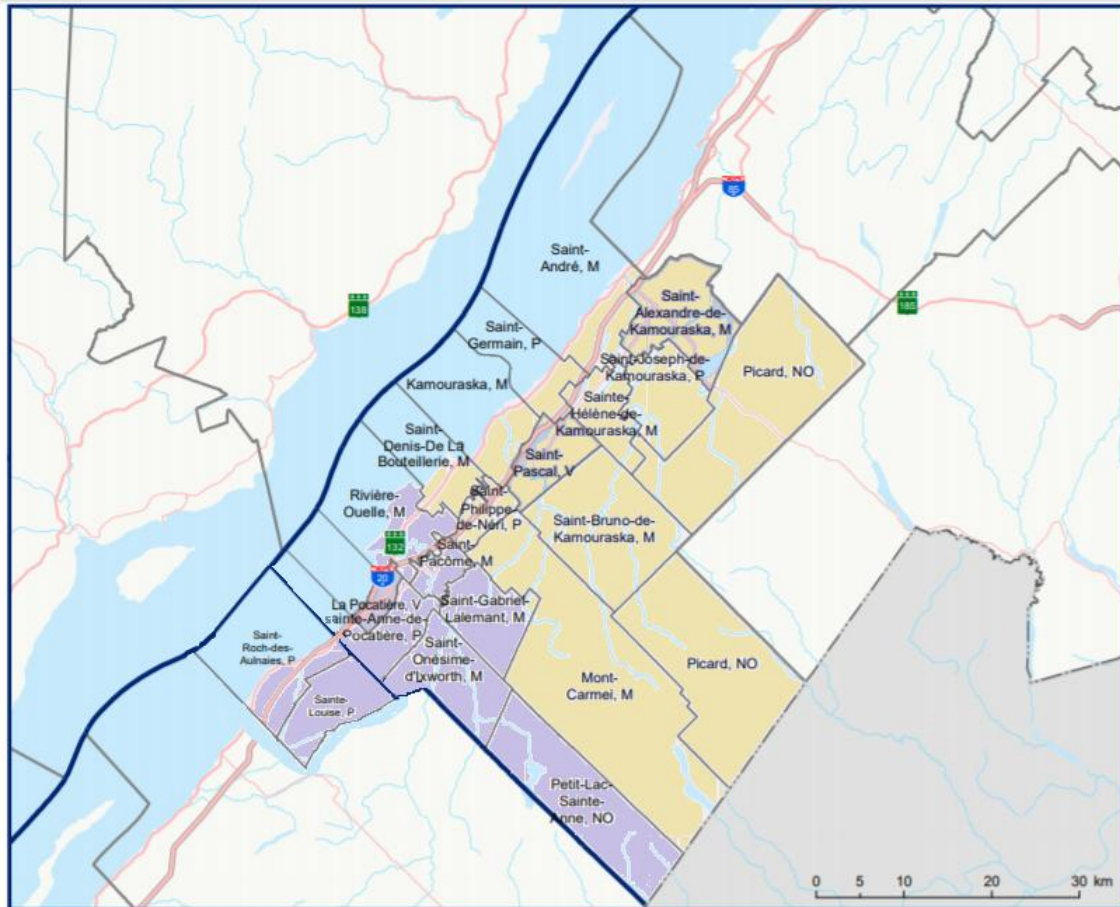 85
Saint-
André, M
138
185
Saint-
Alexandre-de-
Kamouraska, M
Saint-
Germain, P
Saint-Joseph-de-
Kamouraska, P
Picard, NO
Kamouraska, M
Sainte-
Hélène-de-
Kamouraska, M
Saint-
Denis-De La
Bouteillerie, M
Saint-
Pascal, V
Rivière-
Ouelle, M
Saint-
Philippe-
de-Néri, P
Saint-Bruno-de-
Kamouraska, M
132
Saint-
Pacôme, M
20
La Pocatière, V
Sainte-Anne-de-
Pocatière, P
Saint-Gabriel-
Lalemant, M
Saint-
Roch-des-
Aulnaies, P
Saint-
Onésime-
d'Ixworth, M
Picard, NO
Mont-
Carmel, M
Sainte-
Louise, P
Petit-Lac-
Sainte-
Anne, NO
0 5 10 20 30 km